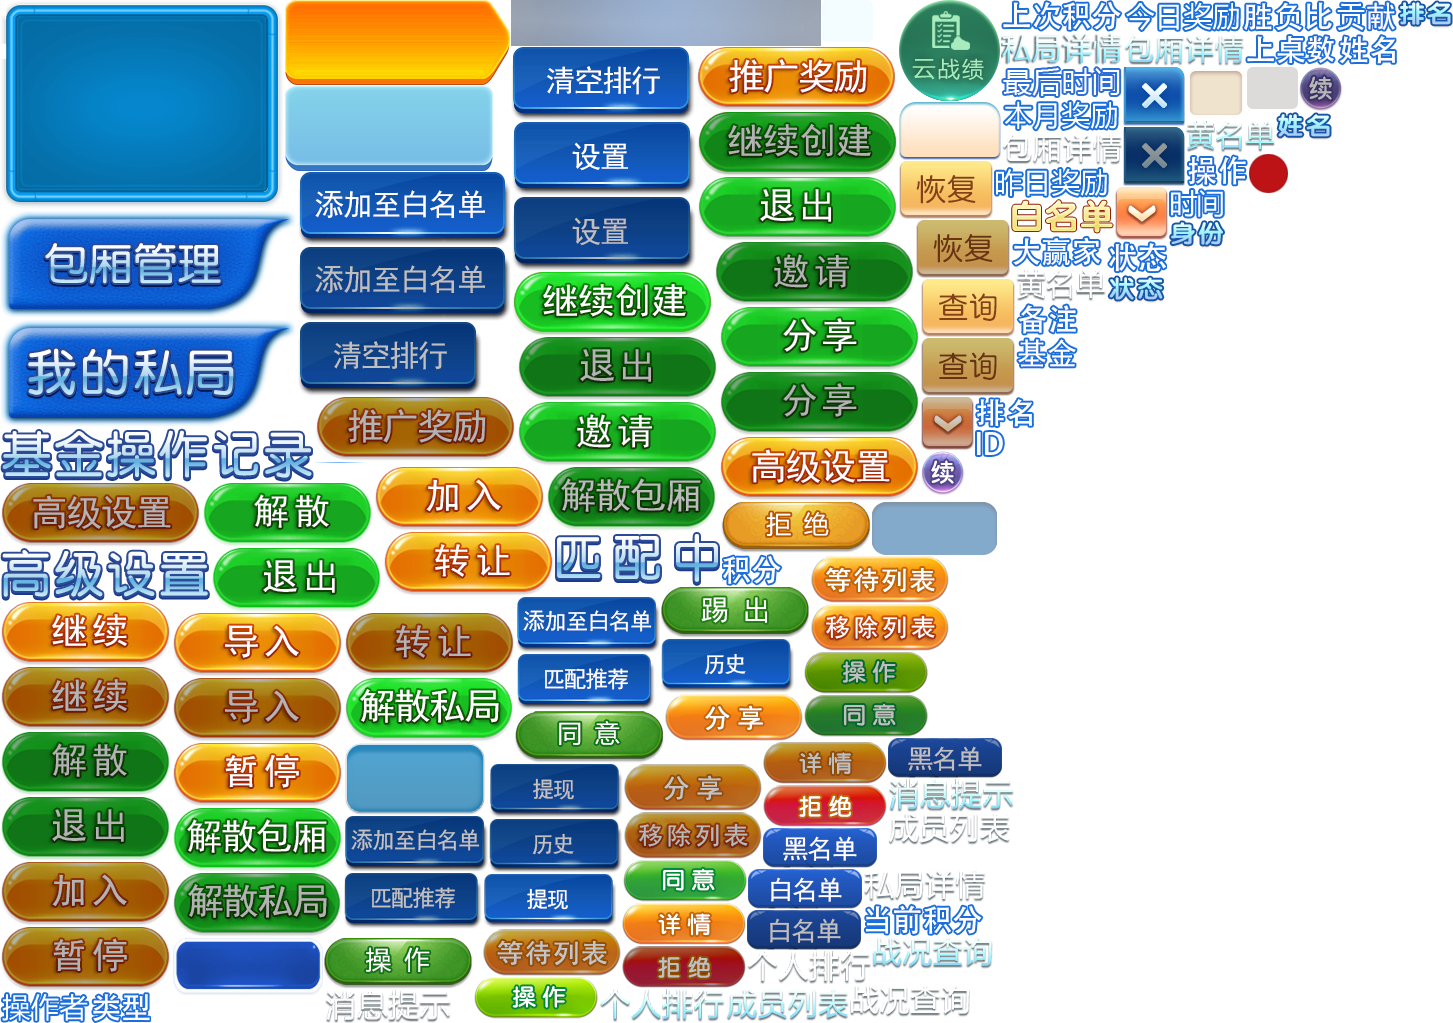 上次积分 今日奖励 胜负比 贡献 排名
私局详情 包厢详情 上桌数 姓名
云战绩
清空排行
推广奖励
最后时间
续
本月奖励
黄名单 姓名
继续创建
包厢详情
设置
操作
添加至白名单
退出
恢复
昨日奖励
时间
白名单
身份
设置
包厢管理
恢复
大赢家 状态
添加至白名单
邀请
黄名单 状态
继续创建
查询
备注
分享
清空排行
基金
我的私局
退出
查询
分享
排名
推广奖励
邀请
ID
基金操作记录
高级设置
续
加入
解散包厢
高级设置
解散
拒绝
转让
匹配中
积分
高级设置
退出
等待列表
踢出
添加至白名单
移除列表
继续
导入
转让
历史
操作
匹配推荐
继续
导入
解散私局
分享
同意
同意
解散
暂停
详情
黑名单
提现
分享
消息提示
拒绝
退出
解散包厢
添加至白名单
历史
移除列表
成员列表
黑名单
加入
解散私局
匹配推荐
提现
同意
白名单
私局详情
详情
当前积分
白名单
暂停
操作
等待列表
战况查询
拒绝
个人排行
操作者 类型
消息提示
操作
个人排行 成员列表 战况查询